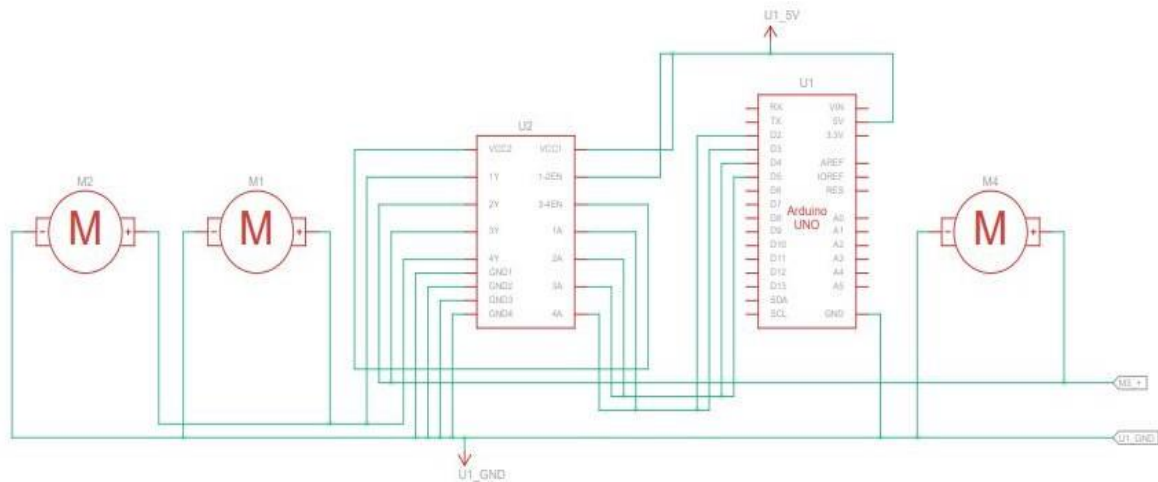 U1_5V
U1
RX
TX
D2
D3
D4
D5
D6
D7
D8
D9
D10
D11
D12
D13
SDA
SCL
VIN
5V
3.3V
AREF
IOREF
RES
A0
A1
A2
A3
A4
A5
GND
Arduino
UNO
U2
VCC2
1Y
2Y
3Y
4Y
GND1
GND2
GND3
GND4
VCC1
1-2EN
3-4EN
1A
2A
3A
4A
M2
- M +
M1
- M +
M4
- M +
M3_+
U1_GND
U1_GND